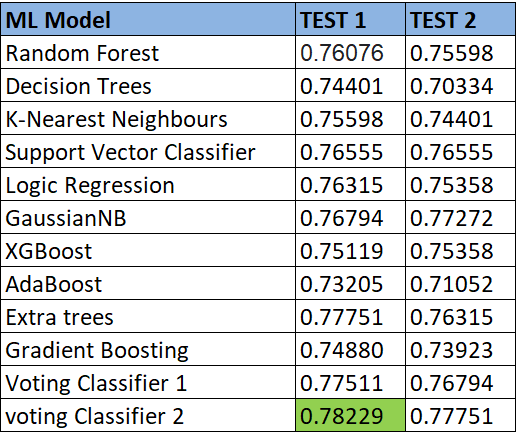 ML Model TEST 1 TEST 2
Random Forest 0.76076 0.75598
Decision Trees 0.74401 0.70334
K-Nearest Neighbours 0.75598 0.74401
Support Vector Classifier 0.76555 0.76555
Logic Regression 0.76315 0.75358
GaussianNB 0.76794 0.77272
XGBoost 0.75119 0.75358
AdaBoost 0.73205 0.71052
Extra trees 0.77751 0.76315
Gradient Boosting 0.74880 0.73923
Voting Classifier 1 0.77511 0.76794
voting Classifier 2 0.78229 0.77751